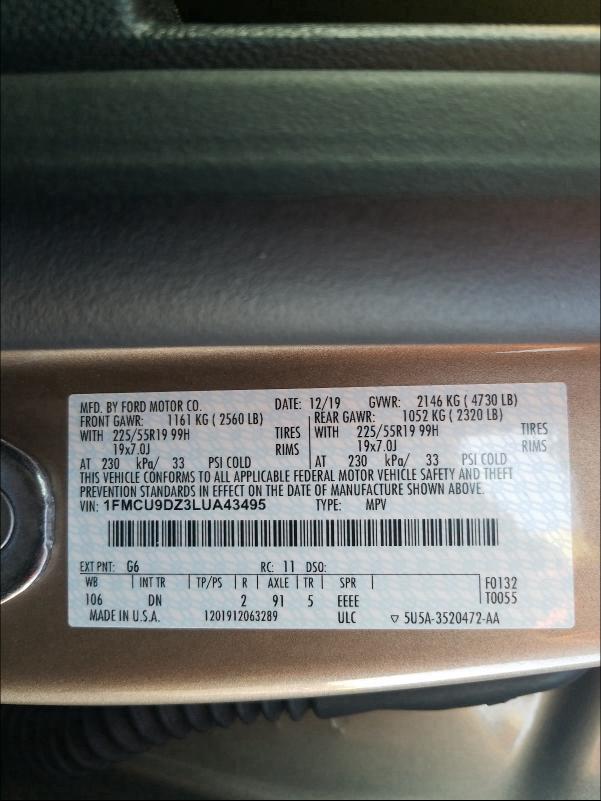 MFD. BY FORD MOTOR CO. DATE: 12/19 GVWR: 2146 KG ( 4730 LB)
FRONT GAWR: 1161 KG ( 2560 LB) REAR GAWR: 1052 KG ( 2320 LB)
WITH 225/55R19 99H TIRES WITH 225/55R19 99H TIRES
19x7.0J RIMS 19x7.0J RIMS
AT 230 kPa/ 33 PSI COLD AT 230 kPa/ 33 PSI COLD
THIS VEHICLE CONFORMS TO ALL APPLICABLE FEDERAL MOTOR VEHICLE SAFETY AND THEFT
PREVENTION STANDARDS IN EFFECT ON THE DATE OF MANUFACTURE SHOWN ABOVE.
VIN: 1FMCU9DZ3LUA43495 TYPE: MPV
EXT PNT: G6 RC: 11 DSO:
WB INT TR TP/PS R AXLE TR SPR F0132
106 DN 2 91 5 EEEE T0055
MADE IN U.S.A. 1201912063289 ULC ▽ 5U5A-3520472-AA